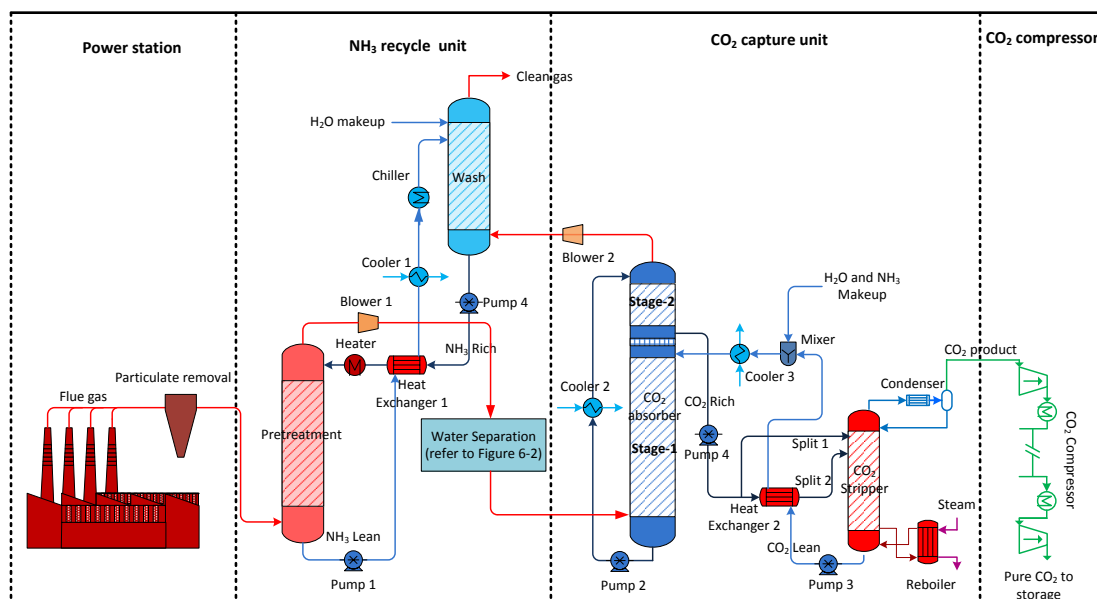 Power station
NH₃ recycle unit
CO₂ capture unit
CO₂ compressor
Clean gas
H₂O makeup
Wash
Chiller
Cooler 1
Blower 2
Blower 1
Pump 4
Heater
NH₃ Rich
Heat
Exchanger 1
Particulate removal
Flue gas
Pretreatment
Water Separation
(refer to Figure 6-2)
NH₃ Lean
Pump 1
Stage-2
H₂O and NH₃
Makeup
Mixer
Cooler 3
Cooler 2
CO₂
absorber
Stage-1
CO₂ Rich
Pump 4
Split 1
Split 2
Heat
Exchanger 2
CO₂ Lean
Pump 2
Pump 3
CO₂ product
Condenser
CO₂
Stripper
Steam
Reboiler
CO₂ Compressor
Pure CO₂ to
storage